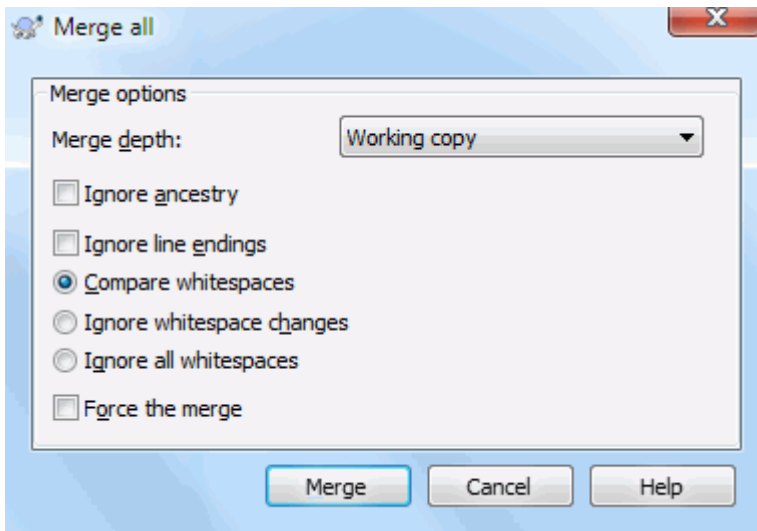 Merge all
Merge options
Merge depth: Working copy
Ignore ancestry
Ignore line endings
Compare whitespaces
Ignore whitespace changes
Ignore all whitespaces
Force the merge
Merge Cancel Help